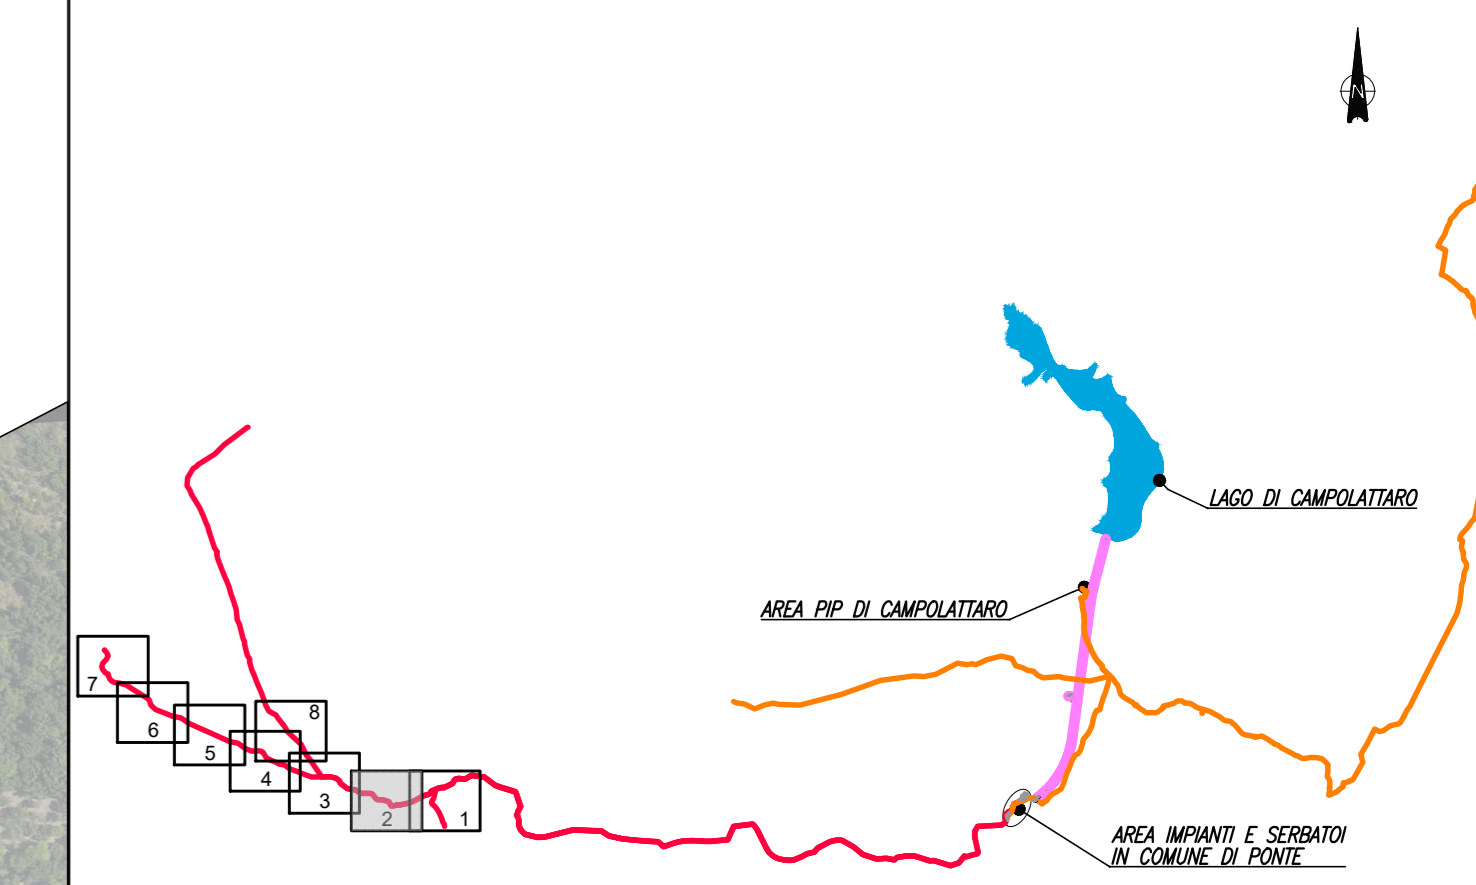 N
LAGO DI CAMPOLATTARO
AREA PIP DI CAMPOLATTARO
7
6
5
8
4
3
2
1
AREA IMPIANTI E SERBATOI
IN COMUNE DI PONTE